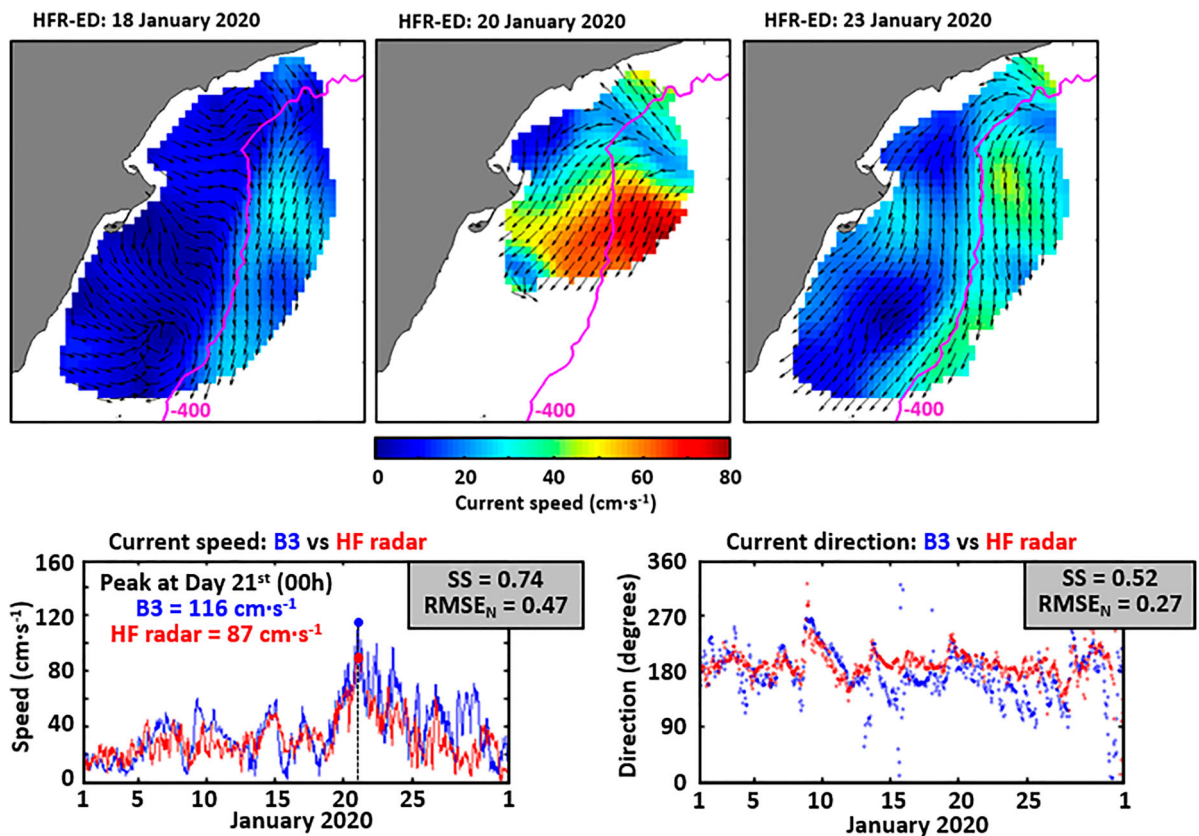 HFR-ED: 18 January 2020
HFR-ED: 20 January 2020
HFR-ED: 23 January 2020
-400
-400
-400
0 20 40 60 80
Current speed (cm·s⁻¹)
Current speed: B3 vs HF radar
160
120
80
40
0
Speed (cm·s⁻¹)
Peak at Day 21ˢᵗ (00h)
B3 = 116 cm·s⁻¹
HF radar = 87 cm·s⁻¹
SS = 0.74
RMSE_N = 0.47
1 5 10 15 20 25 1
January 2020
Current direction: B3 vs HF radar
360
270
180
90
0
Direction (degrees)
SS = 0.52
RMSE_N = 0.27
1 5 10 15 20 25 1
January 2020